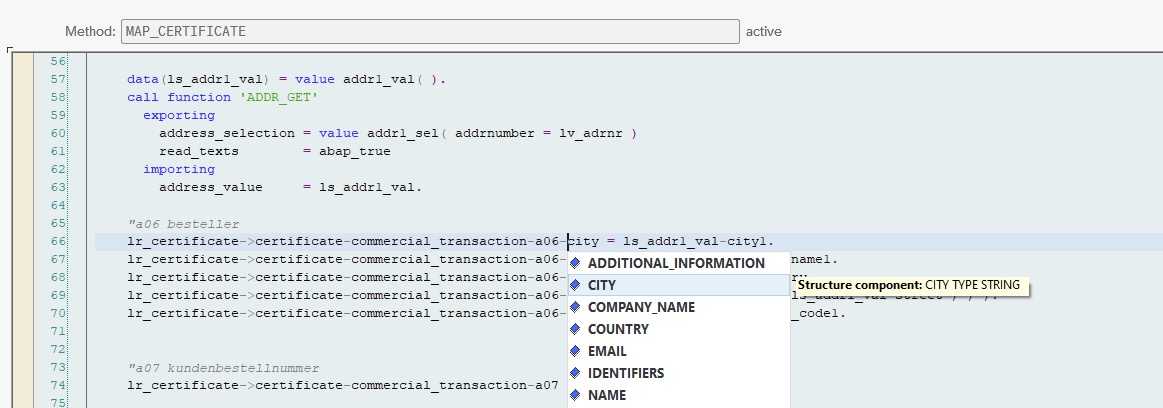 Method: MAP_CERTIFICATE active
56
57 data(ls_addr1_val) = value addr1_val( ).
58 call function 'ADDR_GET'
59 exporting
60 address_selection = value addr1_sel( addrnumber = lv_adrnr )
61 read_texts = abap_true
62 importing
63 address_value = ls_addr1_val.
64
65 "a06 besteller
66 lr_certificate->certificate-commercial_transaction-a06-city = ls_addr1_val-city1.
67 lr_certificate->certificate-commercial_transaction-a06- name1.
68 lr_certificate->certificate-commercial_transaction-a06-
69 lr_certificate->certificate-commercial_transaction-a06-
70 lr_certificate->certificate-commercial_transaction-a06- _code1.
71
72
73 "a07 kundenbestellnummer
74 lr_certificate->certificate-commercial_transaction-a07
75
ADDITIONAL_INFORMATION
CITY
Structure component: CITY TYPE STRING
COMPANY_NAME
COUNTRY
EMAIL
IDENTIFIERS
NAME